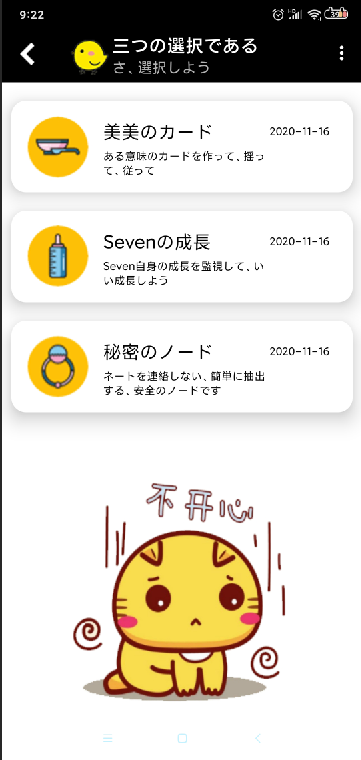 9:22
39
三つの選択である
さ、選択しよう
美美のカード
2020-11-16
ある意味のカードを作って、揺っ
て、従って
Sevenの成長
2020-11-16
Seven自身の成長を監視して、い
い成長しよう
秘密のノード
2020-11-16
ネートを連絡しない、簡単に抽出
する、安全のノードです
不开心